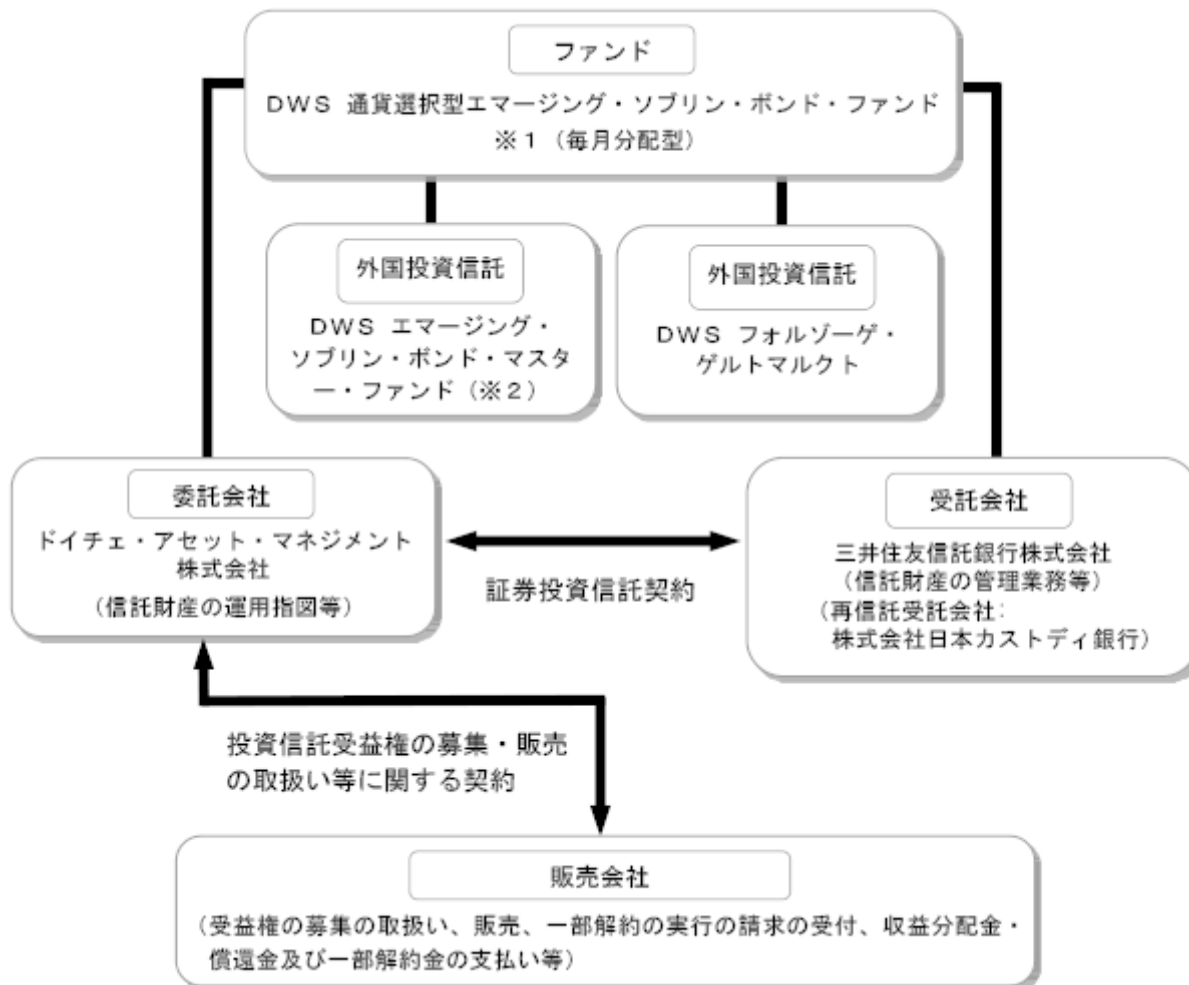 ファンド
DWS 通貨選択型エマージング・ソブリン・ボンド・ファンド
※1(毎月分配型)
外国投資信託
DWS エマージング・
ソブリン・ボンド・マスタ
ー・ファンド(※2)
外国投資信託
DWS フォルゾーゲ・
ゲルトマルクト
委託会社
ドイチェ・アセット・マネジメント
株式会社
(信託財産の運用指図等)
証券投資信託契約
受託会社
三井住友信託銀行株式会社
(信託財産の管理業務等)
(再信託受託会社:
株式会社日本カストディ銀行)
投資信託受益権の募集・販売
の取扱い等に関する契約
販売会社
(受益権の募集の取扱い、販売、一部解約の実行の請求の受付、収益分配金・
償還金及び一部解約金の支払い等)